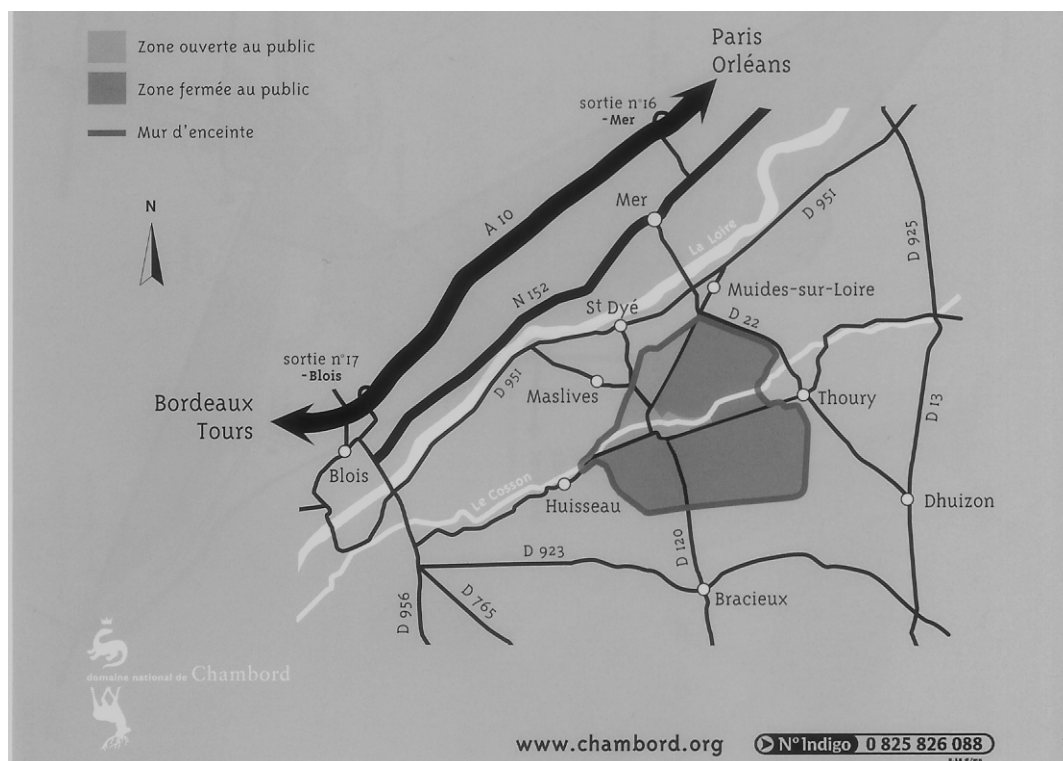 Zone ouverte au public
Zone fermée au public
Mur d'enceinte
Paris
Orléans
sortie n°16
-Mer
N
A 10
Mer
La Loire
D 951
D 925
N 152
Muides-sur-Loire
St Dyé
D 22
sortie n°17
-Blois
D 951
Maslives
Bordeaux
Tours
Thoury
D 13
Blois
Le Cosson
Huisseau
Dhuizon
D 923
D 120
D 956
D 765
Bracieux
domaine national de Chambord
www.chambord.org
N° Indigo 0 825 826 088